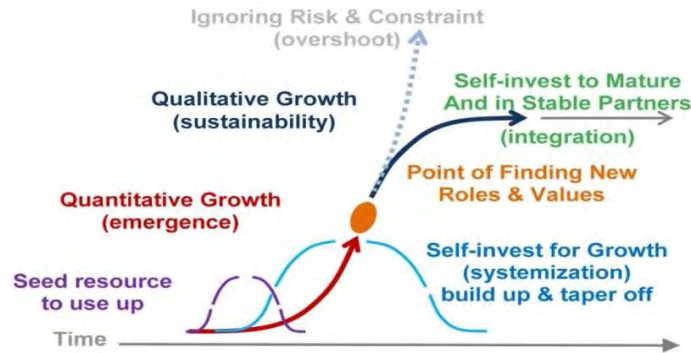 Ignoring Risk & Constraint
(overshoot)
Self-invest to Mature
And in Stable Partners
(integration)
Qualitative Growth
(sustainability)
Point of Finding New
Roles & Values
Quantitative Growth
(emergence)
Self-invest for Growth
(systemization)
build up & taper off
Seed resource
to use up
Time